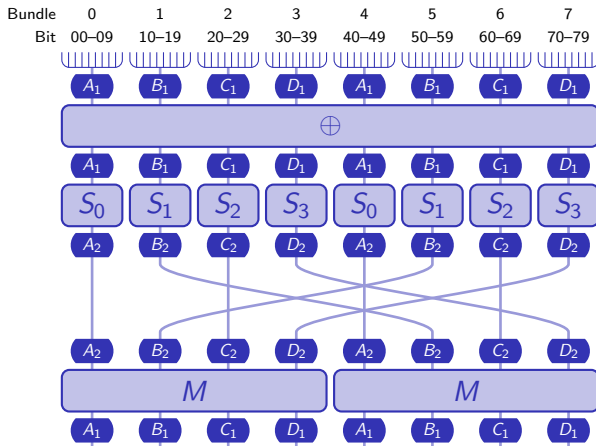 Bundle 0 1 2 3 4 5 6 7
Bit 00–09 10–19 20–29 30–39 40–49 50–59 60–69 70–79
A₁ B₁ C₁ D₁ A₁ B₁ C₁ D₁
⊕
A₁ B₁ C₁ D₁ A₁ B₁ C₁ D₁
S₀ S₁ S₂ S₃ S₀ S₁ S₂ S₃
A₂ B₂ C₂ D₂ A₂ B₂ C₂ D₂
A₂ B₂ C₂ D₂ A₂ B₂ C₂ D₂
M M
A₁ B₁ C₁ D₁ A₁ B₁ C₁ D₁